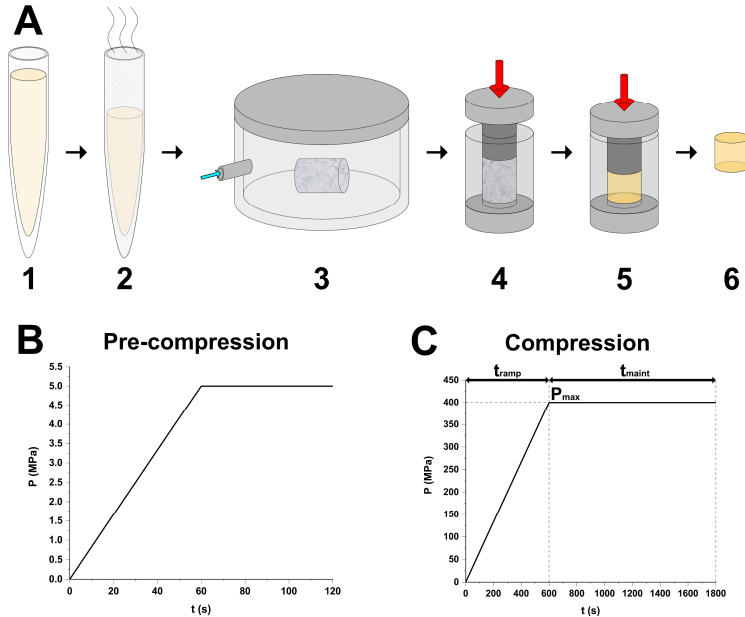 A
1 2 3 4 5 6
B Pre-compression
5.5
5.0
4.5
4.0
3.5
3.0
2.5
2.0
1.5
1.0
0.5
0.0
P (MPa)
0 20 40 60 80 100 120
t (s)
C Compression
t_ramp t_maint
P_max
450
400
350
300
250
200
150
100
50
0
P (MPa)
0 200 400 600 800 1000 1200 1400 1600 1800
t (s)